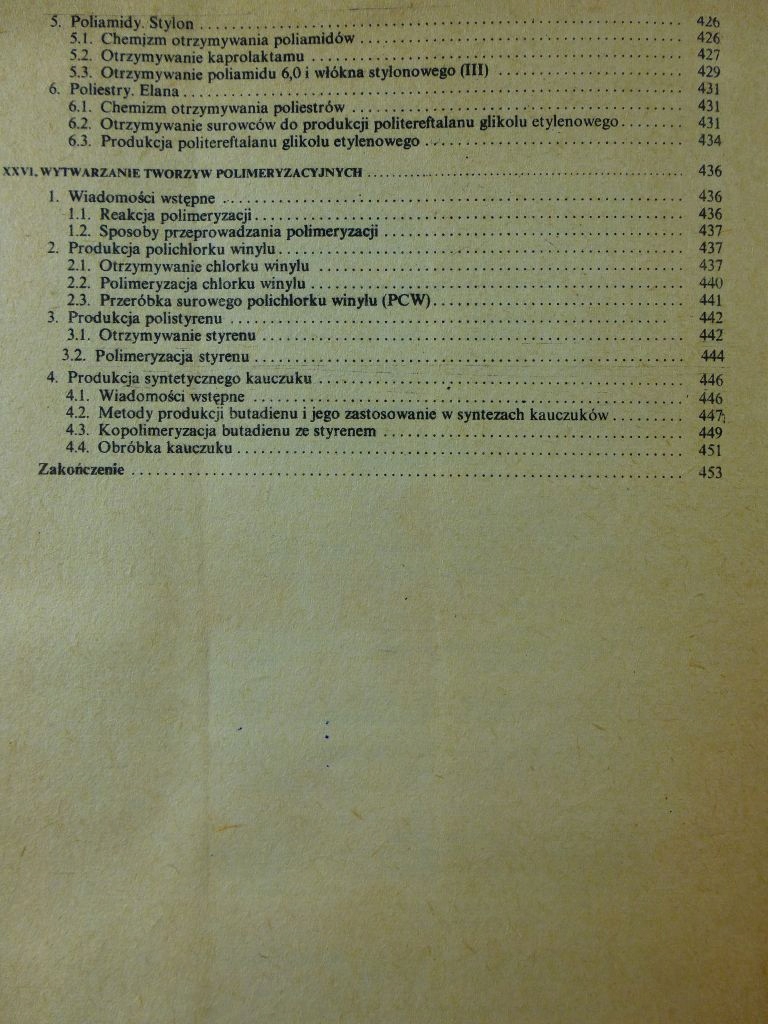 5. Poliamidy. Stylon ........ 426
5.1. Chemizm otrzymywania poliamidów ........ 426
5.2. Otrzymywanie kaprolaktamu ........ 427
5.3. Otrzymywanie poliamidu 6,0 i włókna stylonowego (III) ........ 429
6. Poliestry. Elana ........ 431
6.1. Chemizm otrzymywania poliestrów ........ 431
6.2. Otrzymywanie surowców do produkcji politereftalanu glikolu etylenowego ........ 431
6.3. Produkcja politereftalanu glikolu etylenowego ........ 434
XXVI. WYTWARZANIE TWORZYW POLIMERYZACYJNYCH ........ 436
1. Wiadomości wstępne ........ 436
1.1. Reakcja polimeryzacji ........ 436
1.2. Sposoby przeprowadzania polimeryzacji ........ 437
2. Produkcja polichlorku winylu ........ 437
2.1. Otrzymywanie chlorku winylu ........ 437
2.2. Polimeryzacja chlorku winylu ........ 440
2.3. Przeróbka surowego polichlorku winylu (PCW) ........ 441
3. Produkcja polistyrenu ........ 442
3.1. Otrzymywanie styrenu ........ 442
3.2. Polimeryzacja styrenu ........ 444
4. Produkcja syntetycznego kauczuku ........ 446
4.1. Wiadomości wstępne ........ 446
4.2. Metody produkcji butadienu i jego zastosowanie w syntezach kauczuków ........ 447
4.3. Kopolimeryzacja butadienu ze styrenem ........ 449
4.4. Obróbka kauczuku ........ 451
Zakończenie ........ 453